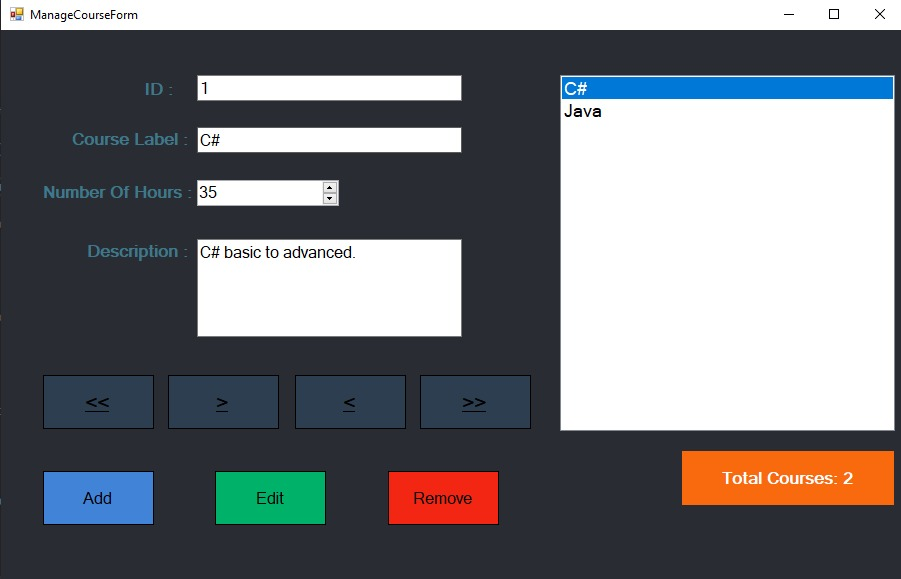 ManageCourseForm
ID : 1
Course Label : C#
Number Of Hours : 35
Description : C# basic to advanced.
<< > < >>
Add Edit Remove
C#
Java
Total Courses: 2